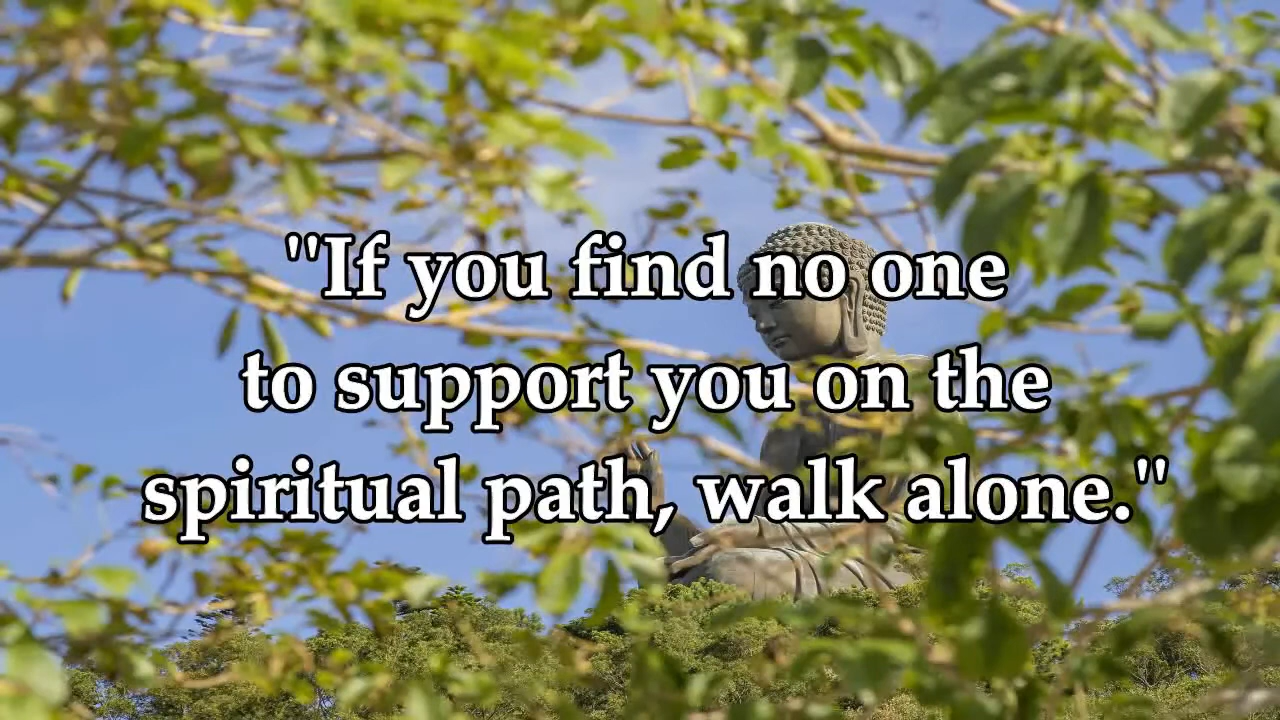 "If you find no one
to support you on the
spiritual path, walk alone."